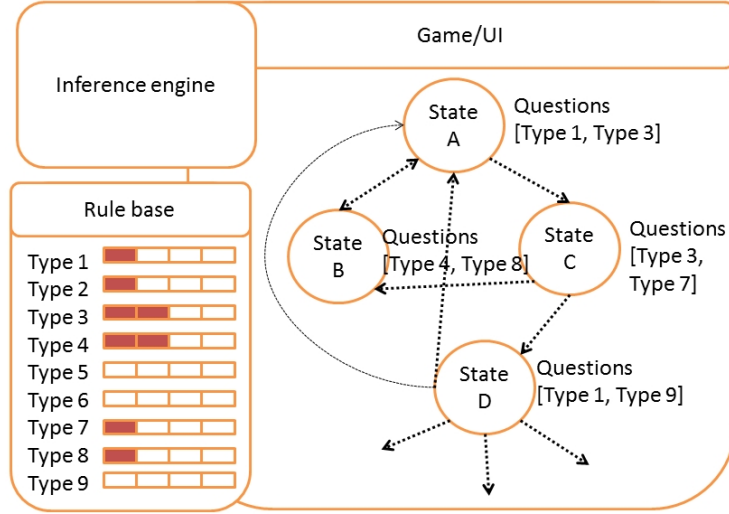 Game/UI
Inference engine
State
A
Questions
[Type 1, Type 3]
State
B
Questions
[Type 4, Type 8]
State
C
Questions
[Type 3,
Type 7]
State
D
Questions
[Type 1, Type 9]
Rule base
Type 1
Type 2
Type 3
Type 4
Type 5
Type 6
Type 7
Type 8
Type 9